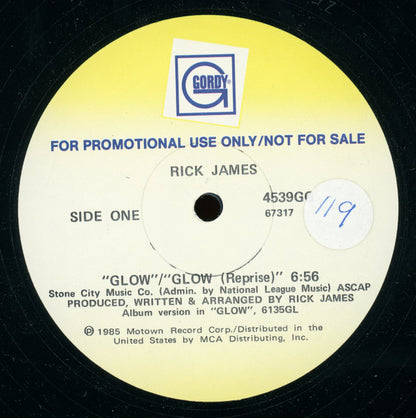 GORDY®
G
FOR PROMOTIONAL USE ONLY/NOT FOR SALE
RICK JAMES
SIDE ONE
67317
119
"GLOW"/"GLOW (Reprise)" 6:56
Stone City Music Co. (Admin. by National League Music) ASCAP
PRODUCED, WRITTEN & ARRANGED BY RICK JAMES
Album version in "GLOW", 6135GL
℗ 1985 Motown Record Corp./Distributed in the
United States by MCA Distributing, Inc.